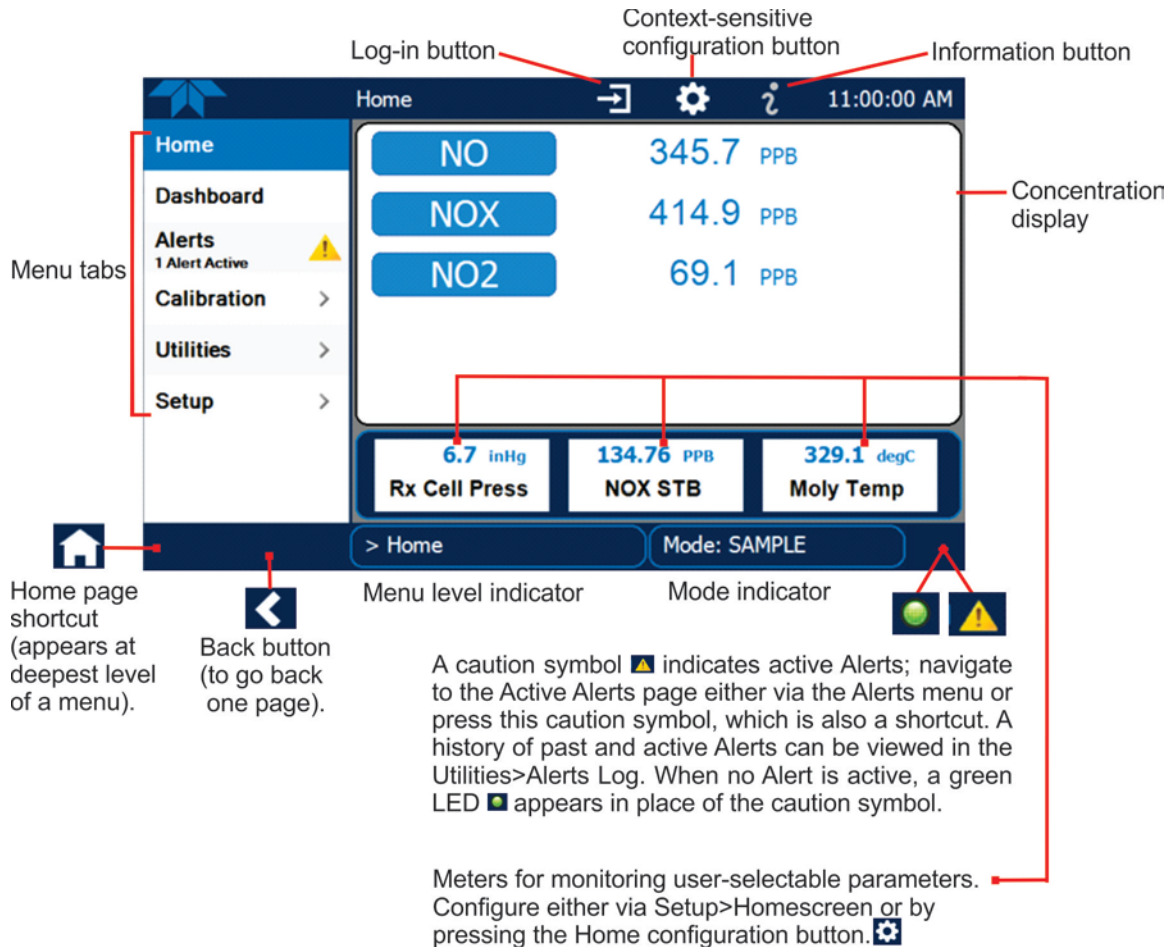 Context-sensitive
configuration button
Log-in button
Information button
Home
11:00:00 AM
Home
Dashboard
Alerts
1 Alert Active
Calibration >
Utilities >
Setup >
NO 345.7 PPB
NOX 414.9 PPB
NO2 69.1 PPB
Concentration
display
Menu tabs
6.7 inHg
Rx Cell Press
134.76 PPB
NOX STB
329.1 degC
Moly Temp
> Home
Mode: SAMPLE
Home page
shortcut
(appears at
deepest level
of a menu).
Back button
(to go back
one page).
Menu level indicator
Mode indicator
A caution symbol indicates active Alerts; navigate
to the Active Alerts page either via the Alerts menu or
press this caution symbol, which is also a shortcut. A
history of past and active Alerts can be viewed in the
Utilities>Alerts Log. When no Alert is active, a green
LED appears in place of the caution symbol.
Meters for monitoring user-selectable parameters.
Configure either via Setup>Homescreen or by
pressing the Home configuration button.